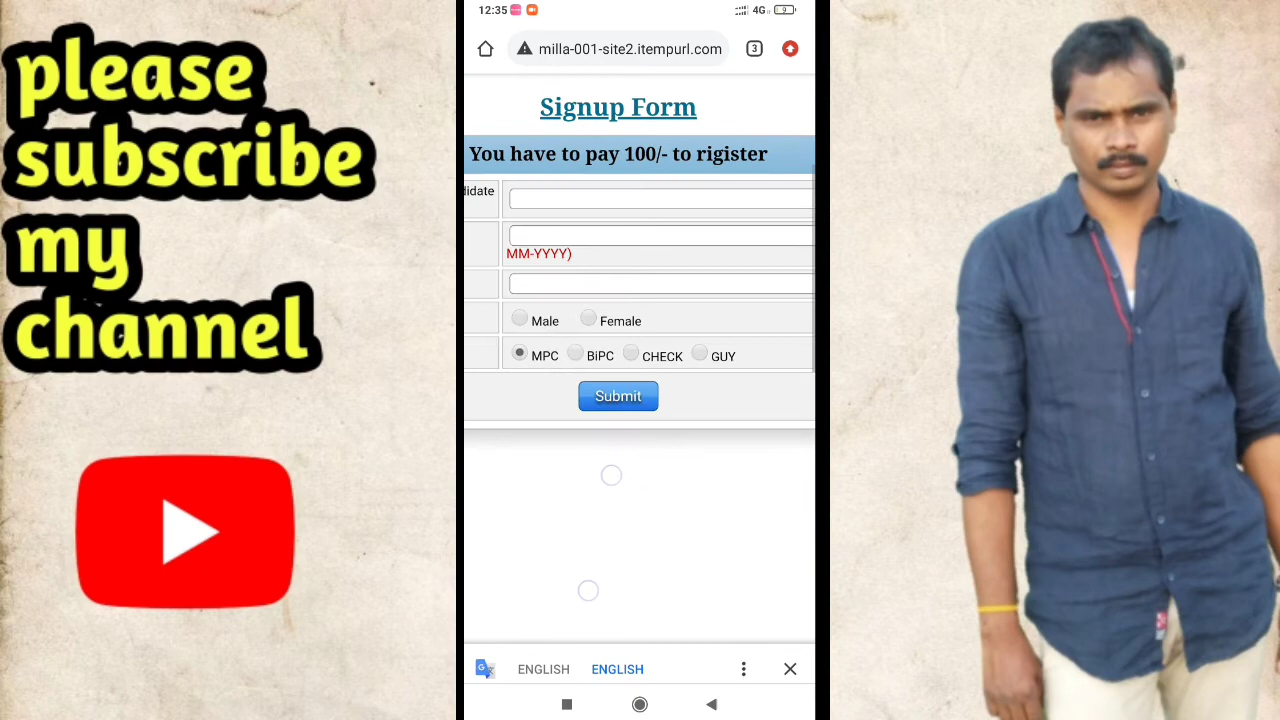 please
subscribe
my
channel
12:35
4G
9
milla-001-site2.itempurl.com
3
Signup Form
You have to pay 100/- to rigister
didate
MM-YYYY)
Male Female
MPC BiPC CHECK GUY
Submit
ENGLISH ENGLISH